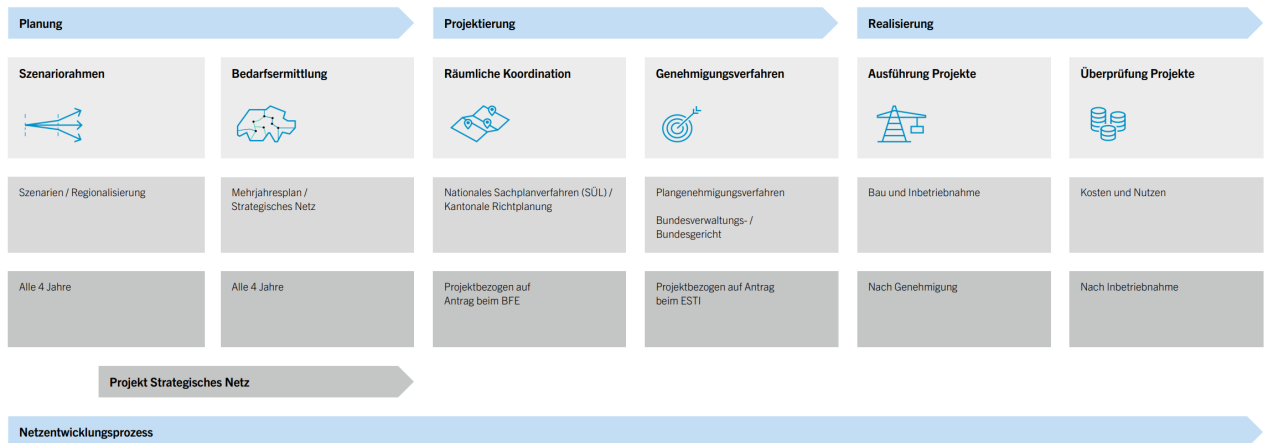 Planung
Projektierung
Realisierung
Szenariorahmen
Bedarfsermittlung
Räumliche Koordination
Genehmigungsverfahren
Ausführung Projekte
Überprüfung Projekte
Szenarien / Regionalisierung
Mehrjahresplan /
Strategisches Netz
Nationales Sachplanverfahren (SÜL) /
Kantonale Richtplanung
Plangenehmigungsverfahren
Bundesverwaltungs- /
Bundesgericht
Bau und Inbetriebnahme
Kosten und Nutzen
Alle 4 Jahre
Alle 4 Jahre
Projektbezogen auf
Antrag beim BFE
Projektbezogen auf Antrag
beim ESTI
Nach Genehmigung
Nach Inbetriebnahme
Projekt Strategisches Netz
Netzentwicklungsprozess